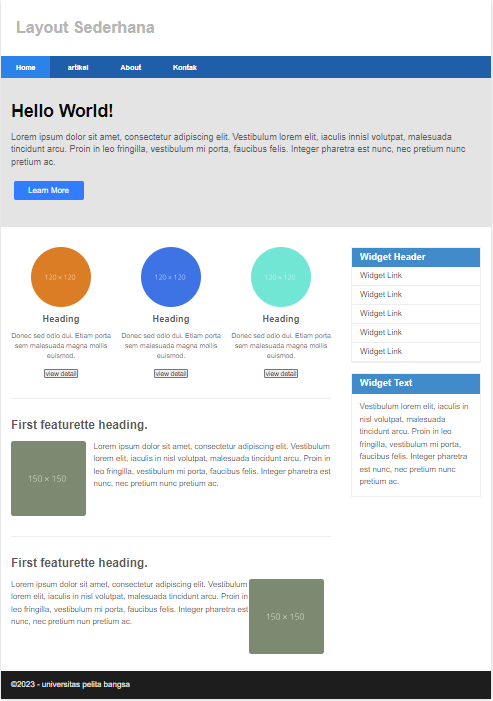 Layout Sederhana
Home artikel About Kontak
Hello World!
Lorem ipsum dolor sit amet, consectetur adipiscing elit. Vestibulum lorem elit, iaculis innisl volutpat, malesuada
tincidunt arcu. Proin in leo fringilla, vestibulum mi porta, faucibus felis. Integer pharetra est nunc, nec pretium nunc
pretium ac.
Learn More
120 × 120
Heading
Donec sed odio dui. Etiam porta
sem malesuada magna mollis
euismod.
view detail
120 × 120
Heading
Donec sed odio dui. Etiam porta
sem malesuada magna mollis
euismod.
view detail
120 × 120
Heading
Donec sed odio dui. Etiam porta
sem malesuada magna mollis
euismod.
view detail
First featurette heading.
150 × 150
Lorem ipsum dolor sit amet, consectetur adipiscing elit. Vestibulum
lorem elit, iaculis in nisl volutpat, malesuada tincidunt arcu. Proin in
leo fringilla, vestibulum mi porta, faucibus felis. Integer pharetra est
nunc, nec pretium nunc pretium ac.
First featurette heading.
Lorem ipsum dolor sit amet, consectetur adipiscing elit. Vestibulum
lorem elit, iaculis in nisl volutpat, malesuada tincidunt arcu. Proin in
leo fringilla, vestibulum mi porta, faucibus felis. Integer pharetra est
nunc, nec pretium nunc pretium ac.
150 × 150
Widget Header
Widget Link
Widget Link
Widget Link
Widget Link
Widget Link
Widget Text
Vestibulum lorem elit, iaculis in
nisl volutpat, malesuada
tincidunt arcu. Proin in leo
fringilla, vestibulum mi porta,
faucibus felis. Integer pharetra
est nunc, nec pretium nunc
pretium ac.
©2023 - universitas pelita bangsa